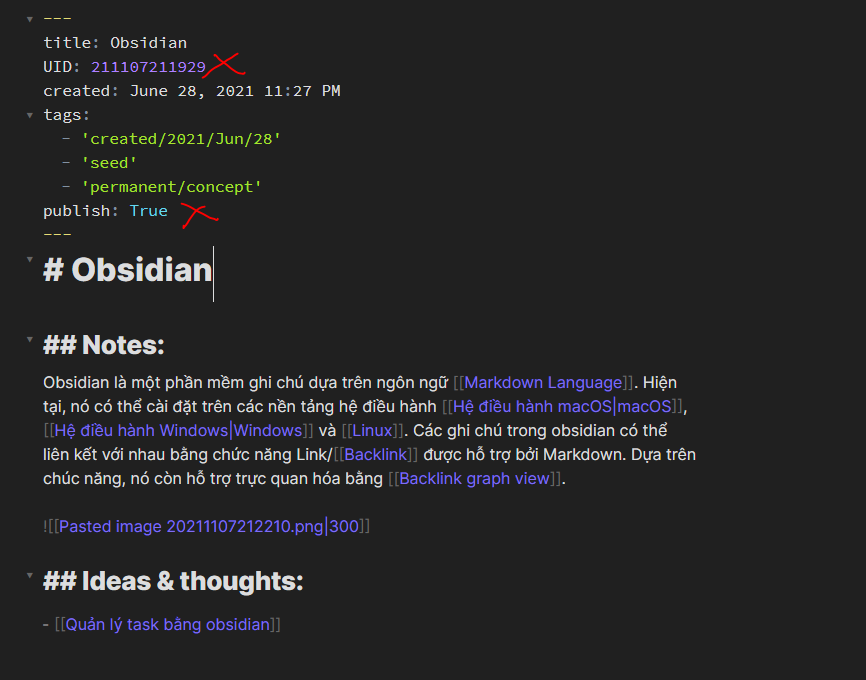 ---
title: Obsidian
UID: 211107211929
created: June 28, 2021 11:27 PM
tags:
- 'created/2021/Jun/28'
- 'seed'
- 'permanent/concept'
publish: True
---
# Obsidian
## Notes:
Obsidian là một phần mềm ghi chú dựa trên ngôn ngữ [[Markdown Language]]. Hiện
tại, nó có thể cài đặt trên các nền tảng hệ điều hành [[Hệ điều hành macOS|macOS]],
[[Hệ điều hành Windows|Windows]] và [[Linux]]. Các ghi chú trong obsidian có thể
liên kết với nhau bằng chức năng Link/[[Backlink]] được hỗ trợ bởi Markdown. Dựa trên
chúc năng, nó còn hỗ trợ trực quan hóa bằng [[Backlink graph view]].
![[Pasted image 20211107212210.png|300]]
## Ideas & thoughts:
- [[Quản lý task bằng obsidian]]